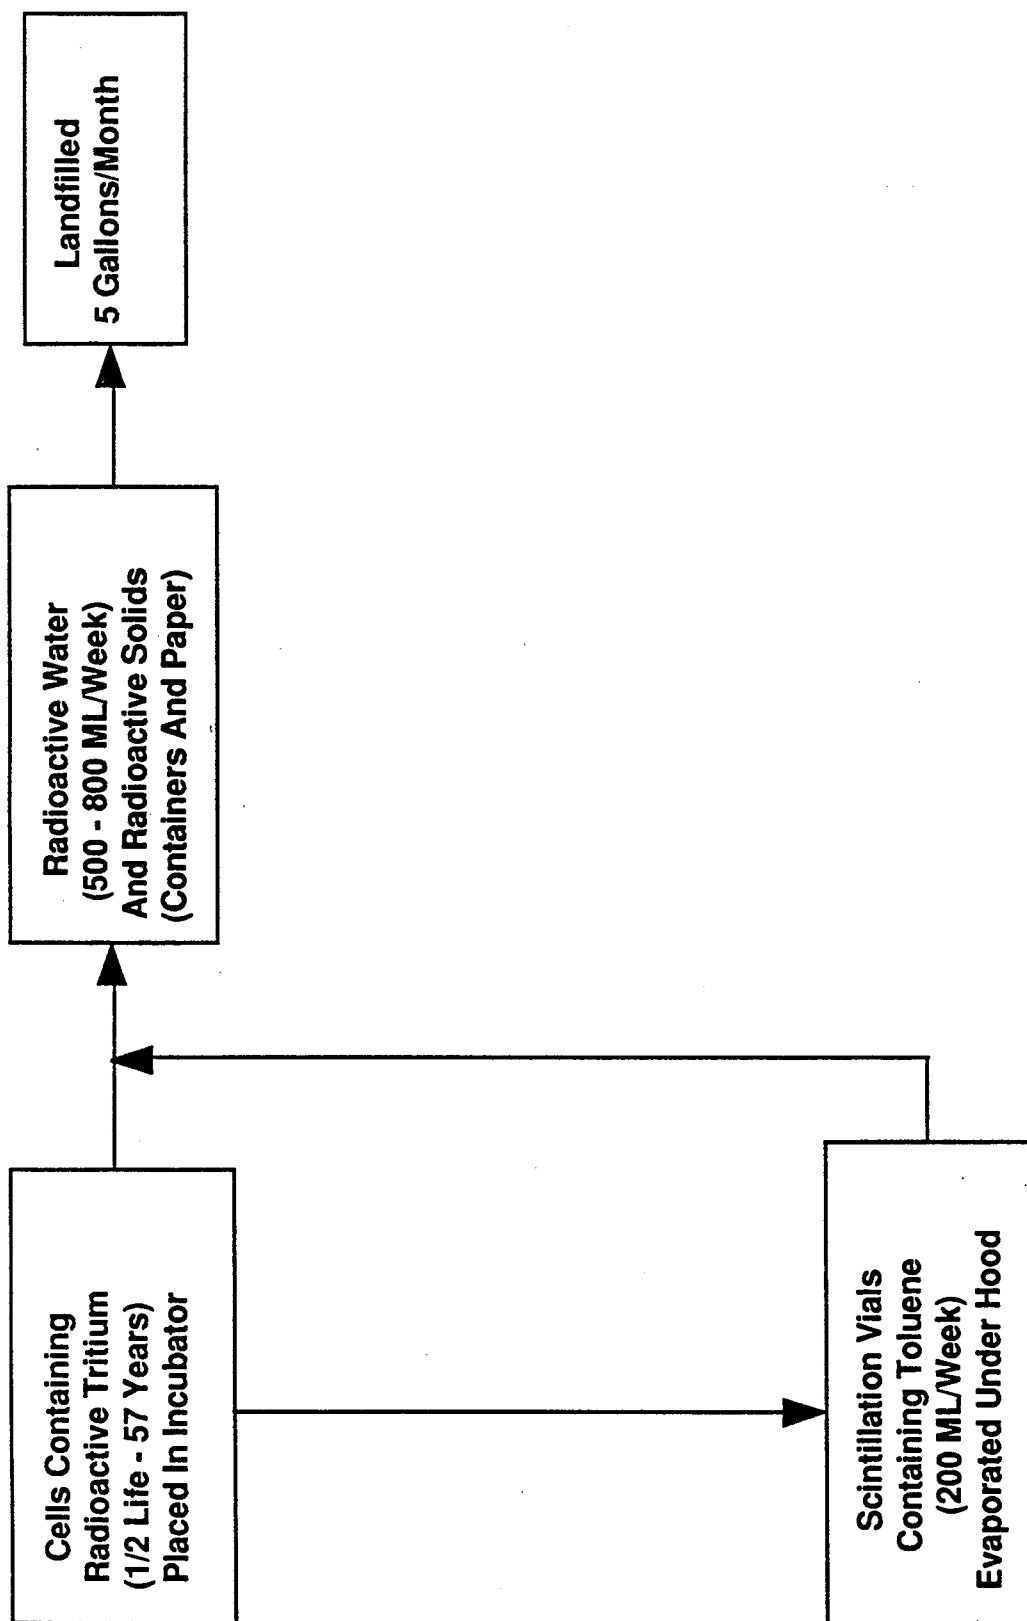 Cells Containing
Radioactive Tritium
(1/2 Life - 57 Years)
Placed In Incubator
Radioactive Water
(500 - 800 ML/Week)
And Radioactive Solids
(Containers And Paper)
Landfilled
5 Gallons/Month
Scintillation Vials
Containing Toluene
(200 ML/Week)
Evaporated Under Hood